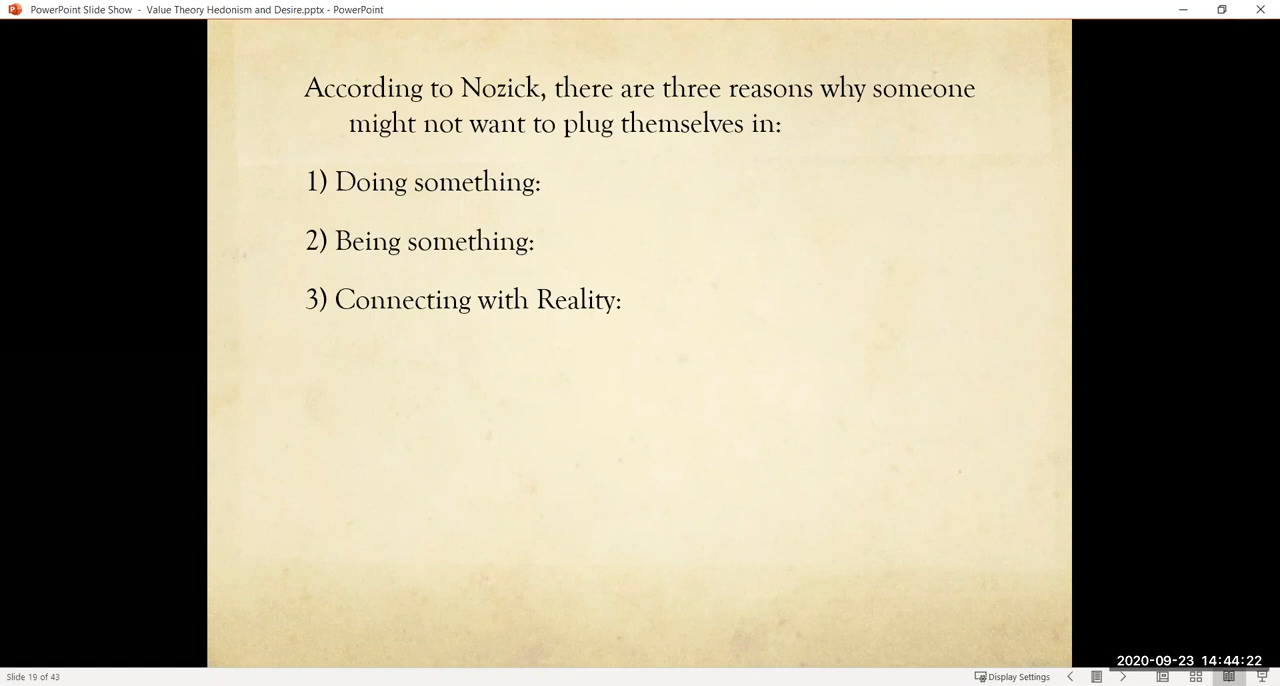 PowerPoint Slide Show - Value Theory Hedonism and Desire.pptx - PowerPoint
According to Nozick, there are three reasons why someone
might not want to plug themselves in:
1) Doing something:
2) Being something:
3) Connecting with Reality:
2020-09-23 14:44:22
Slide 19 of 43
Display Settings